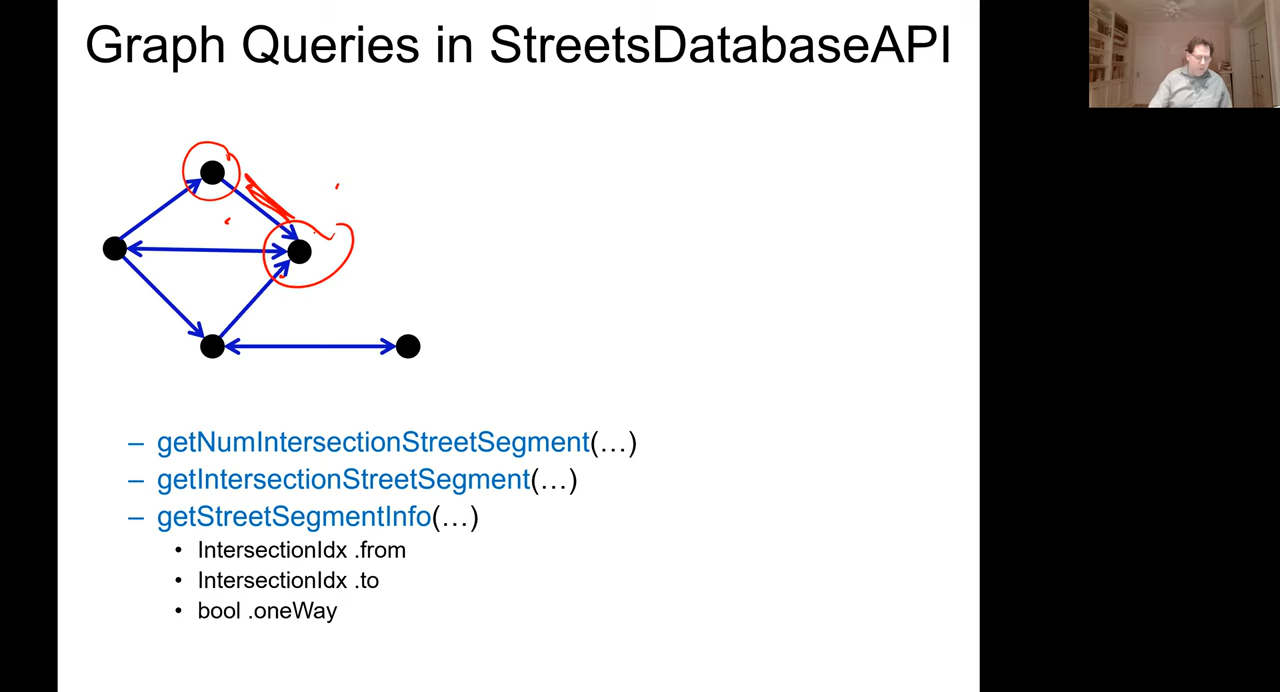 Graph Queries in StreetsDatabaseAPI
– getNumIntersectionStreetSegment(…)
– getIntersectionStreetSegment(…)
– getStreetSegmentInfo(…)
• IntersectionIdx .from
• IntersectionIdx .to
• bool .oneWay